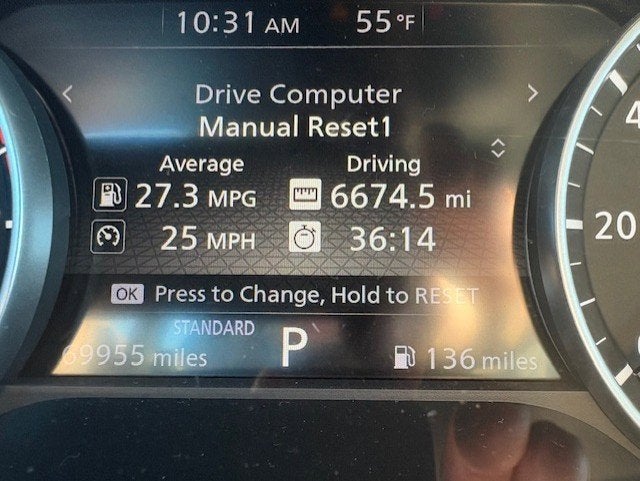 10:31 AM 55°F
< Drive Computer >
Manual Reset1
Average Driving
27.3 MPG 6674.5 mi
25 MPH 36:14
OK Press to Change, Hold to RESET
STANDARD
69955 miles P 136 miles
20
4